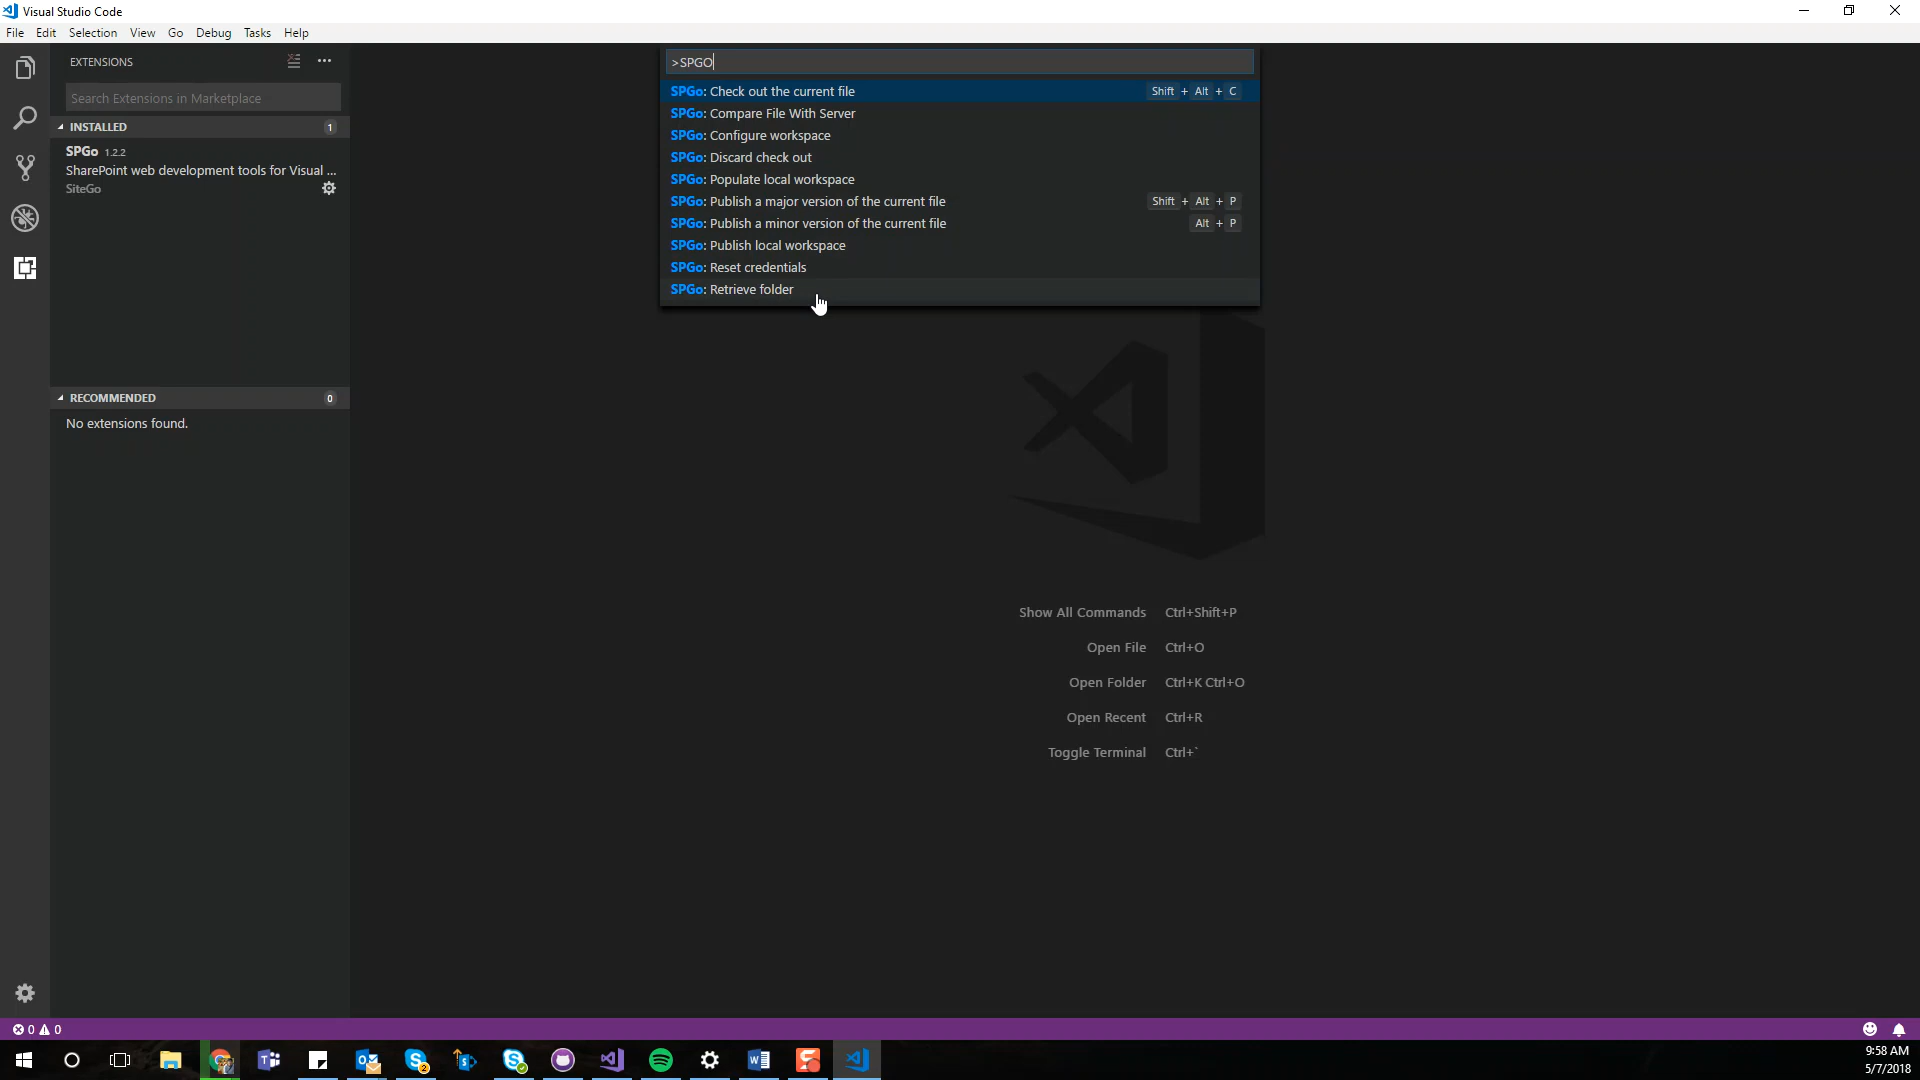 Visual Studio Code
File Edit Selection View Go Debug Tasks Help
EXTENSIONS
Search Extensions in Marketplace
INSTALLED 1
SPGo 1.2.2
SharePoint web development tools for Visual ...
SiteGo
RECOMMENDED 0
No extensions found.
>SPGO
SPGo: Check out the current file Shift + Alt + C
SPGo: Compare File With Server
SPGo: Configure workspace
SPGo: Discard check out
SPGo: Populate local workspace
SPGo: Publish a major version of the current file Shift + Alt + P
SPGo: Publish a minor version of the current file Alt + P
SPGo: Publish local workspace
SPGo: Reset credentials
SPGo: Retrieve folder
Show All Commands Ctrl+Shift+P
Open File Ctrl+O
Open Folder Ctrl+K Ctrl+O
Open Recent Ctrl+R
Toggle Terminal Ctrl+`
0 0
9:58 AM
5/7/2018